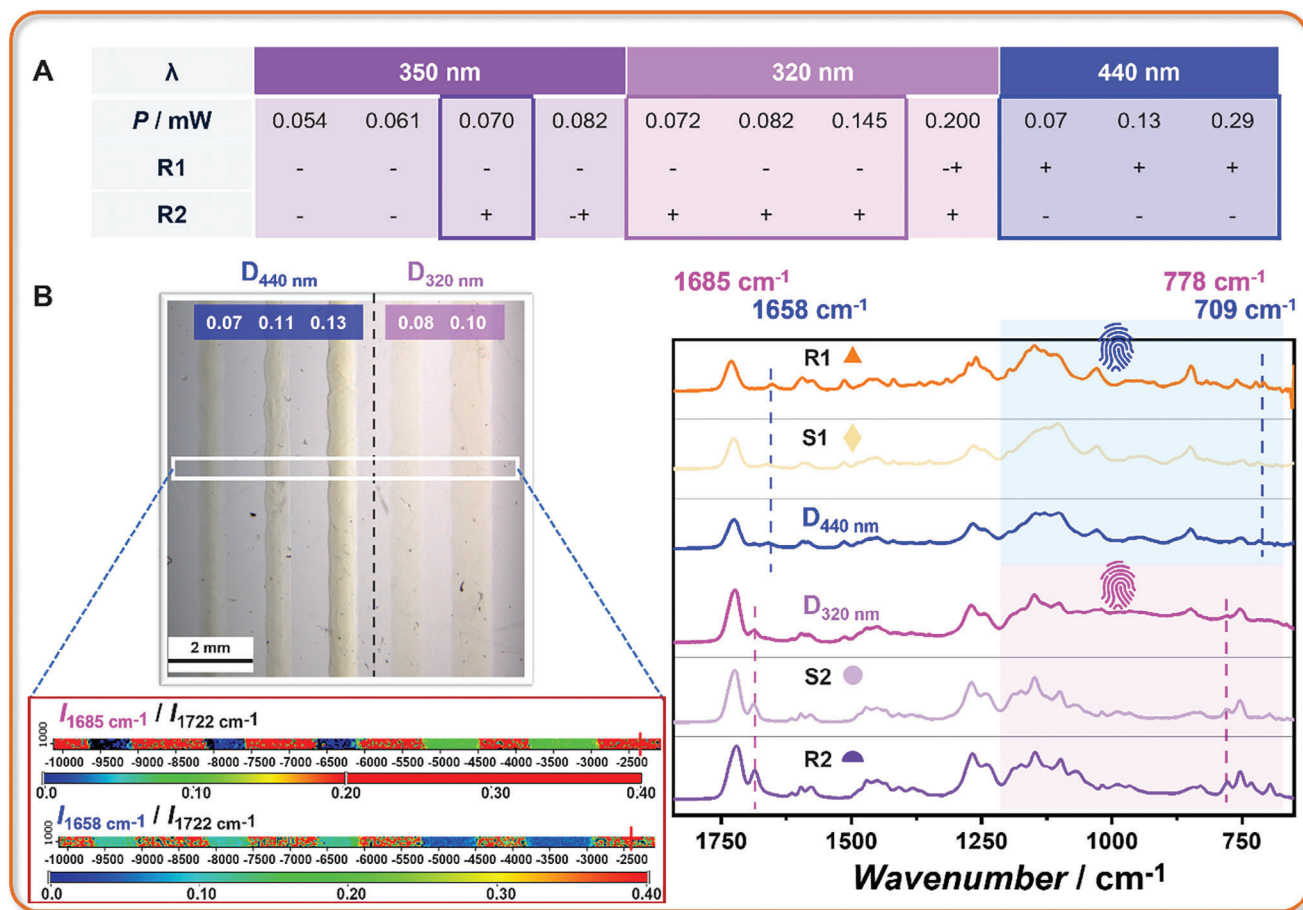 A
λ 350 nm 320 nm 440 nm
P / mW 0.054 0.061 0.070 0.082 0.072 0.082 0.145 0.200 0.07 0.13 0.29
R1 - - - - - - - -+ + + +
R2 - - + -+ + + + + - - -
B
D440 nm D320 nm
0.07 0.11 0.13 0.08 0.10
2 mm
I1685 cm-1 / I1722 cm-1
1000
-10000 -9500 -9000 -8500 -8000 -7500 -7000 -6500 -6000 -5500 -5000 -4500 -4000 -3500 -3000 -2500
0.0 0.10 0.20 0.30 0.40
I1658 cm-1 / I1722 cm-1
1000
-10000 -9500 -9000 -8500 -8000 -7500 -7000 -6500 -6000 -5500 -5000 -4500 -4000 -3500 -3000 -2500
0.0 0.10 0.20 0.30 0.40
1685 cm-1 778 cm-1
1658 cm-1 709 cm-1
R1
S1
D440 nm
D320 nm
S2
R2
1750 1500 1250 1000 750
Wavenumber / cm-1